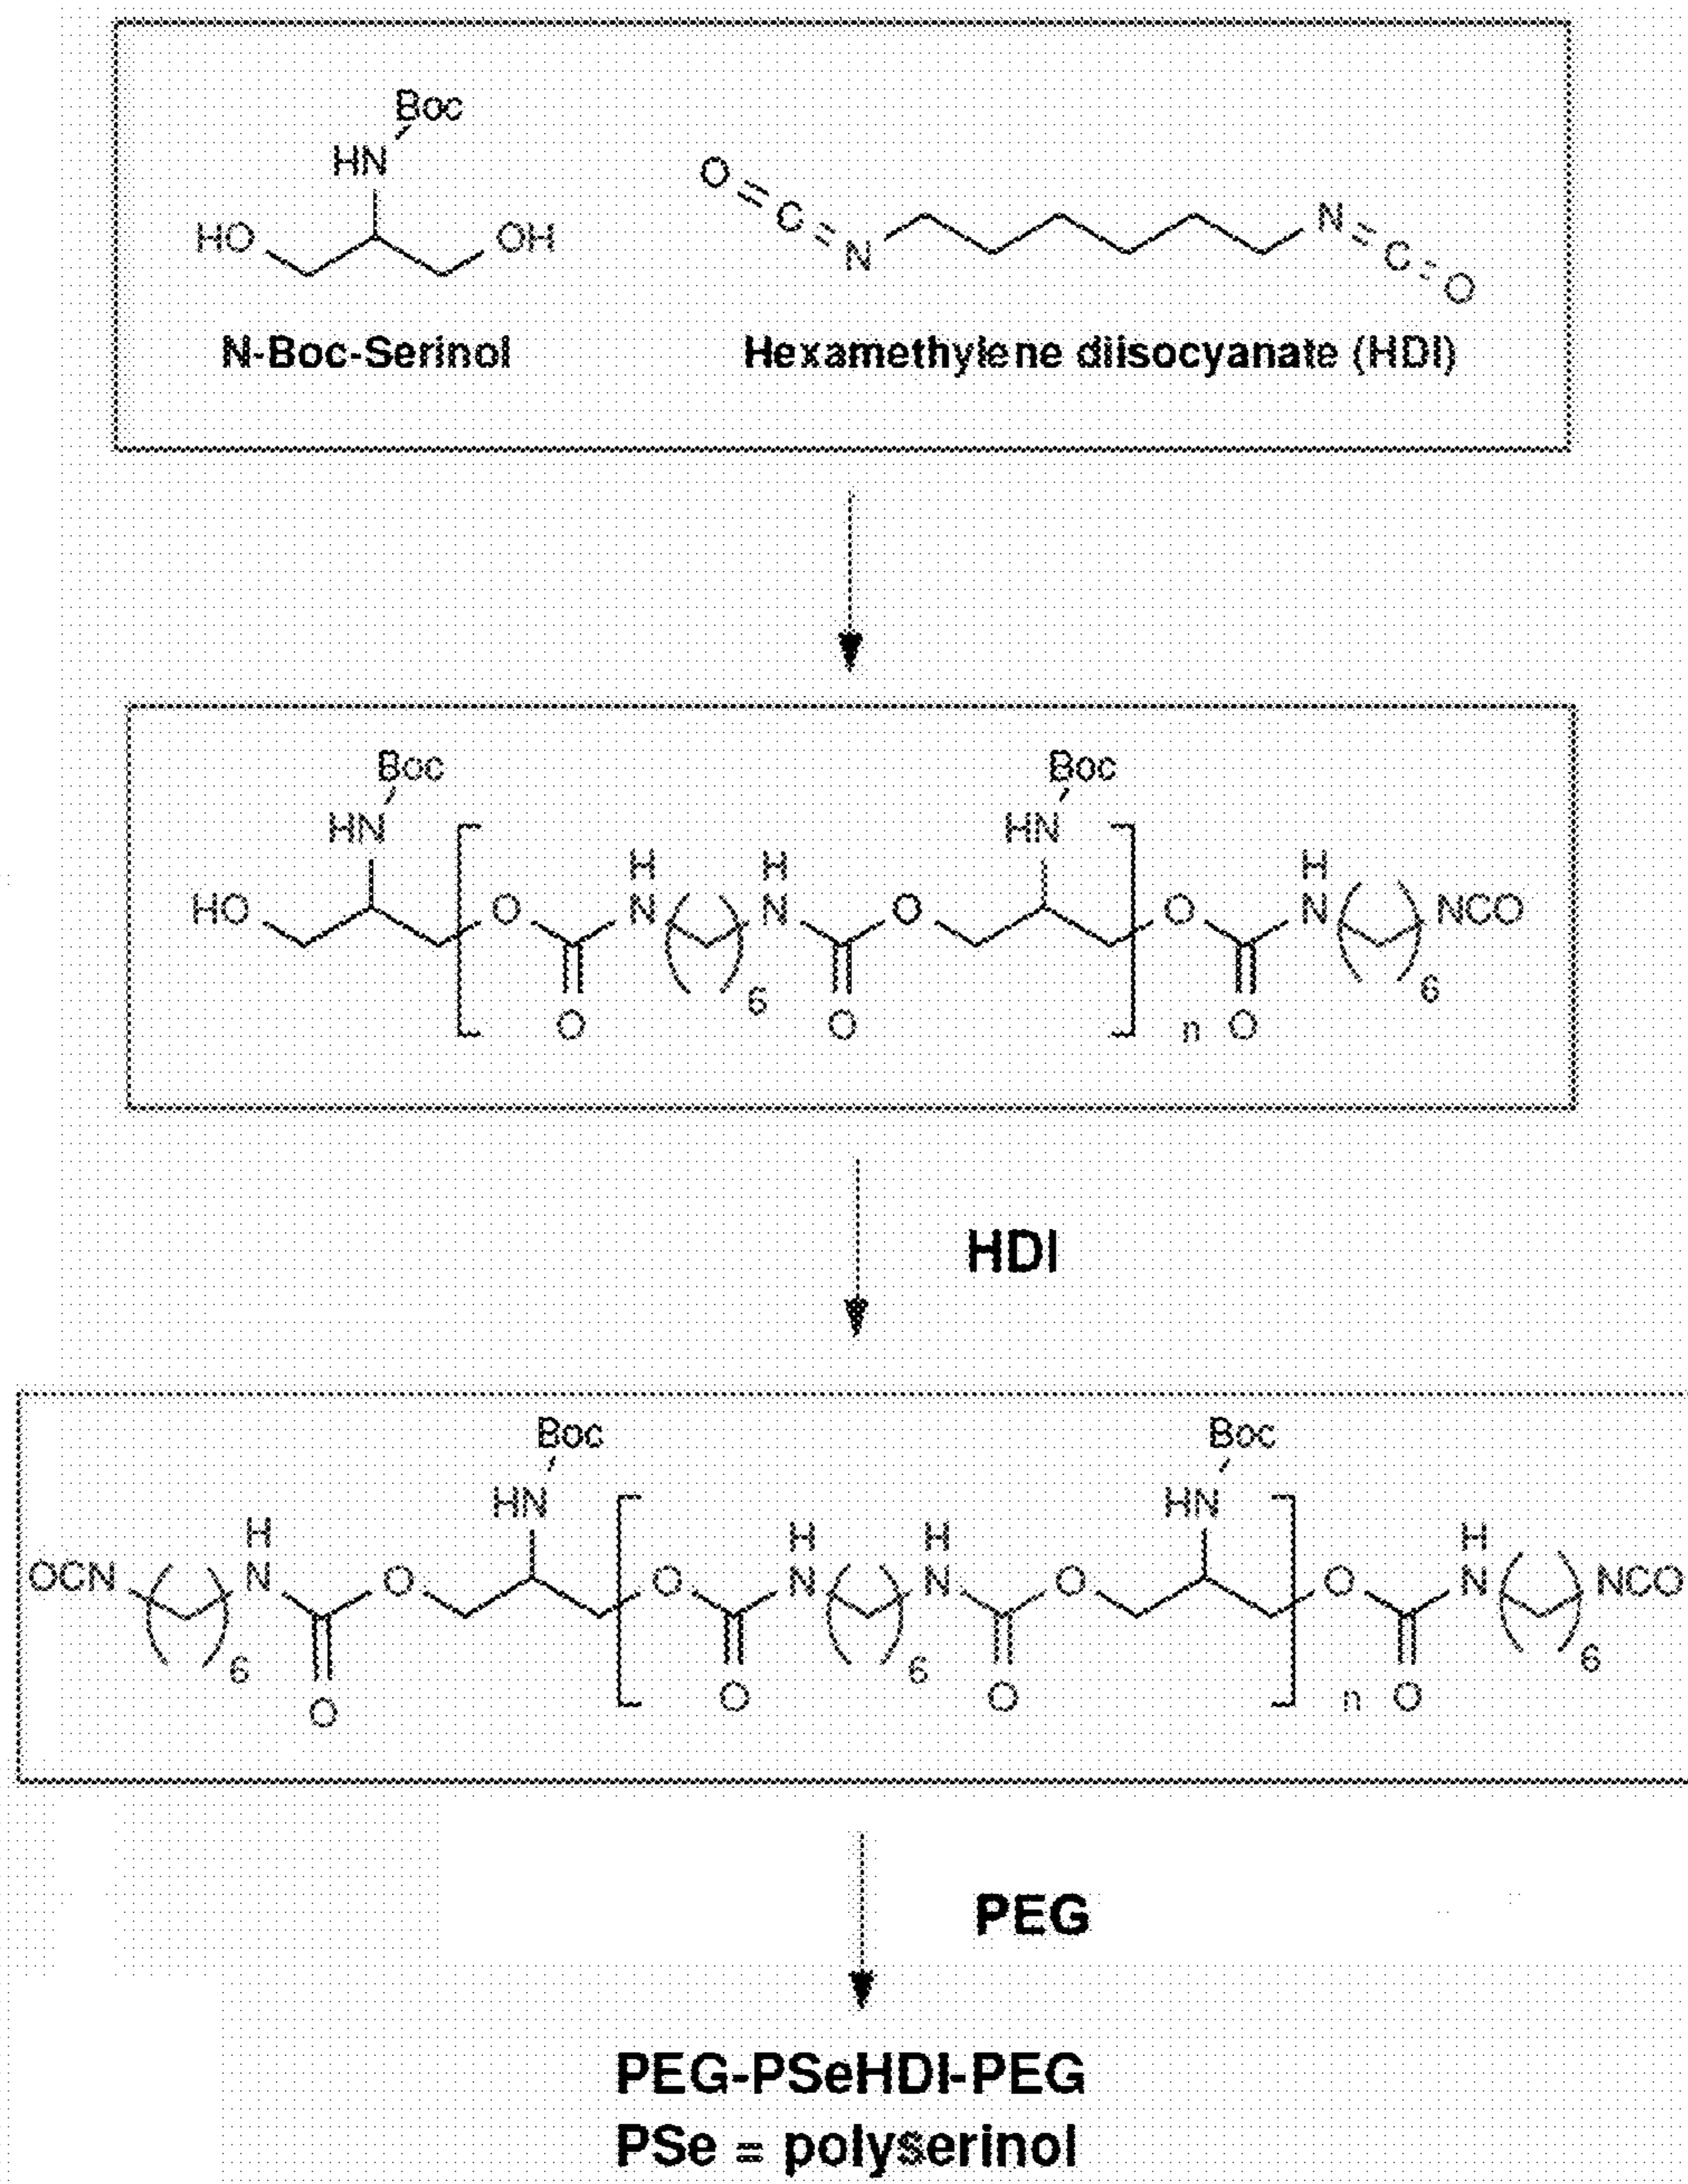 Boc
HN
HO OH
O C N N C O
N-Boc-Serinol Hexamethylene diisocyanate (HDI)
Boc Boc
HN HN
H H H
HO O N N O O N NCO
6 6
O O n O
HDI
Boc Boc
HN HN
H H H H
OCN N O O N N O O N NCO
6 6 6
O O O n O
PEG
PEG-PSeHDI-PEG
PSe = polyserinol